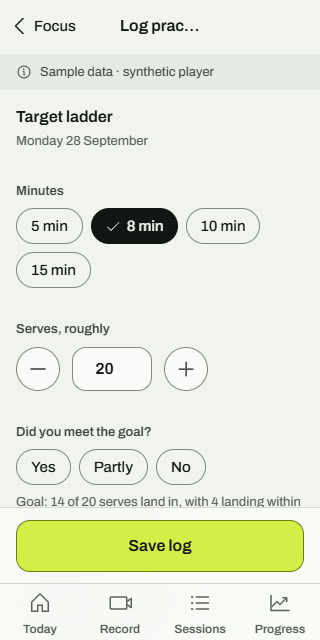 Focus
Log prac...
Sample data · synthetic player
Target ladder
Monday 28 September
Minutes
5 min
8 min
10 min
15 min
Serves, roughly
20
Did you meet the goal?
Yes
Partly
No
Goal: 14 of 20 serves land in, with 4 landing within
Save log
Today
Record
Sessions
Progress